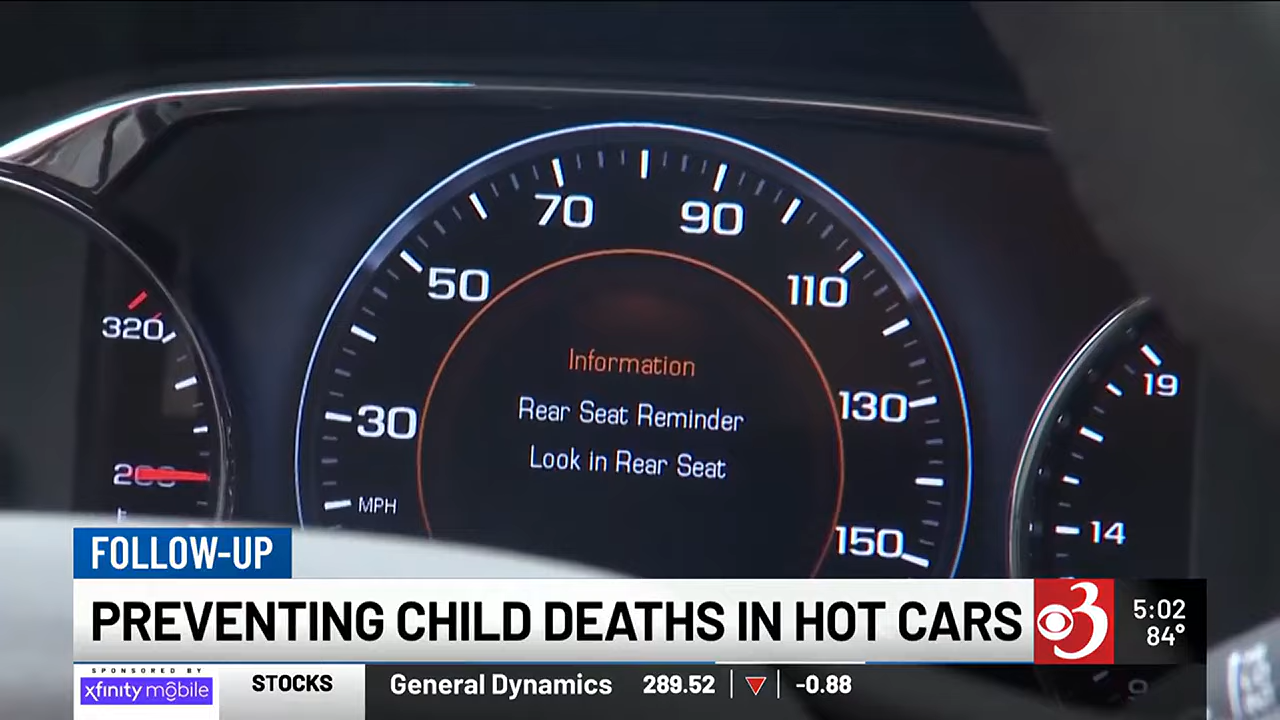 70
90
50
110
320
Information
19
Rear Seat Reminder
130
30
Look in Rear Seat
MPH
14
150
FOLLOW-UP
PREVENTING CHILD DEATHS IN HOT CARS
3
5:02
84°
SPONSORED BY
xfinity mobile
STOCKS
General Dynamics 289.52 -0.88